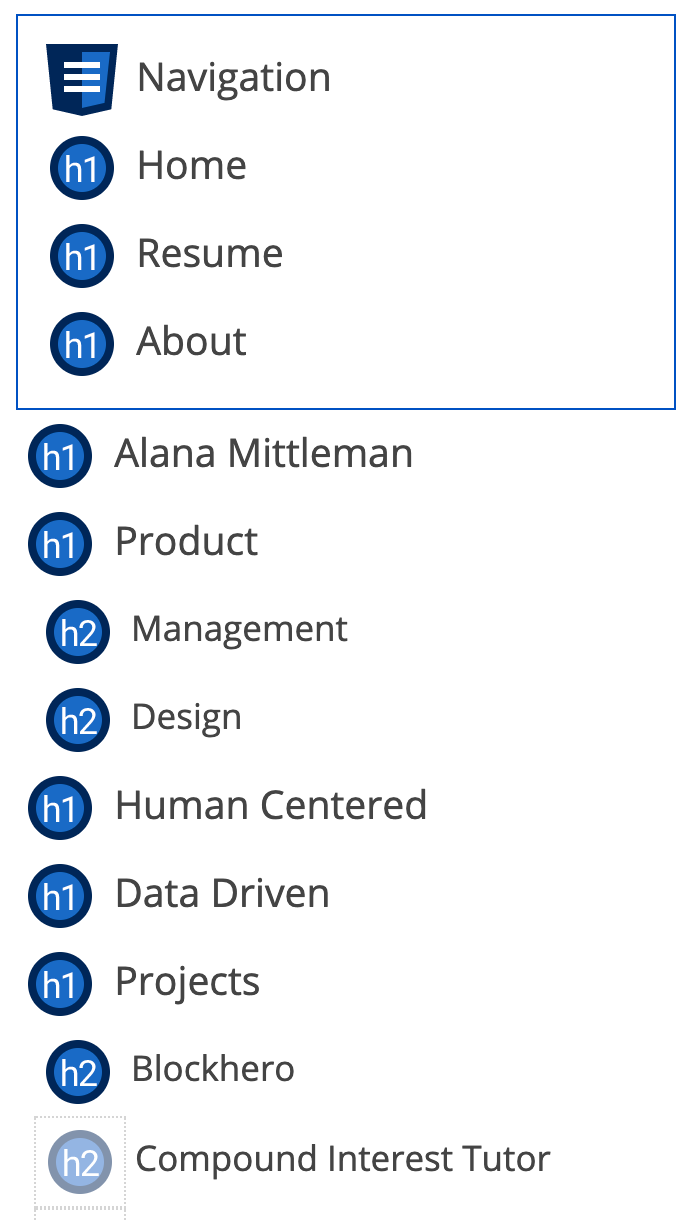 Navigation
h1 Home
h1 Resume
h1 About
h1 Alana Mittleman
h1 Product
h2 Management
h2 Design
h1 Human Centered
h1 Data Driven
h1 Projects
h2 Blockhero
h2 Compound Interest Tutor